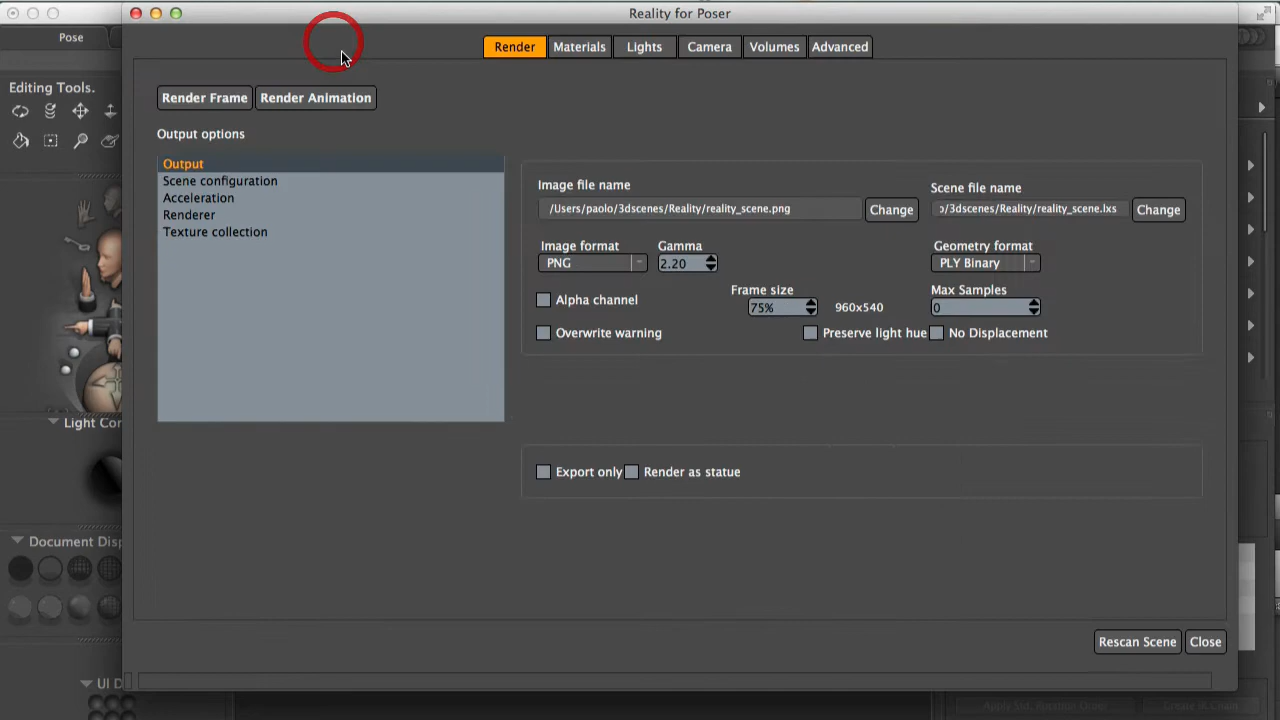 Reality for Poser
Pose
Render Materials Lights Camera Volumes Advanced
Editing Tools.
Render Frame Render Animation
Output options
Output
Scene configuration
Acceleration
Renderer
Texture collection
Image file name
/Users/paolo/3dscenes/Reality/reality_scene.png Change
Scene file name
/3dscenes/Reality/reality_scene.lxs Change
Image format Gamma Geometry format
PNG 2.20 PLY Binary
Alpha channel
Frame size Max Samples
75% 960x540 0
Overwrite warning Preserve light hue No Displacement
Light Con
Export only Render as statue
Document Disp
Rescan Scene Close
UI D